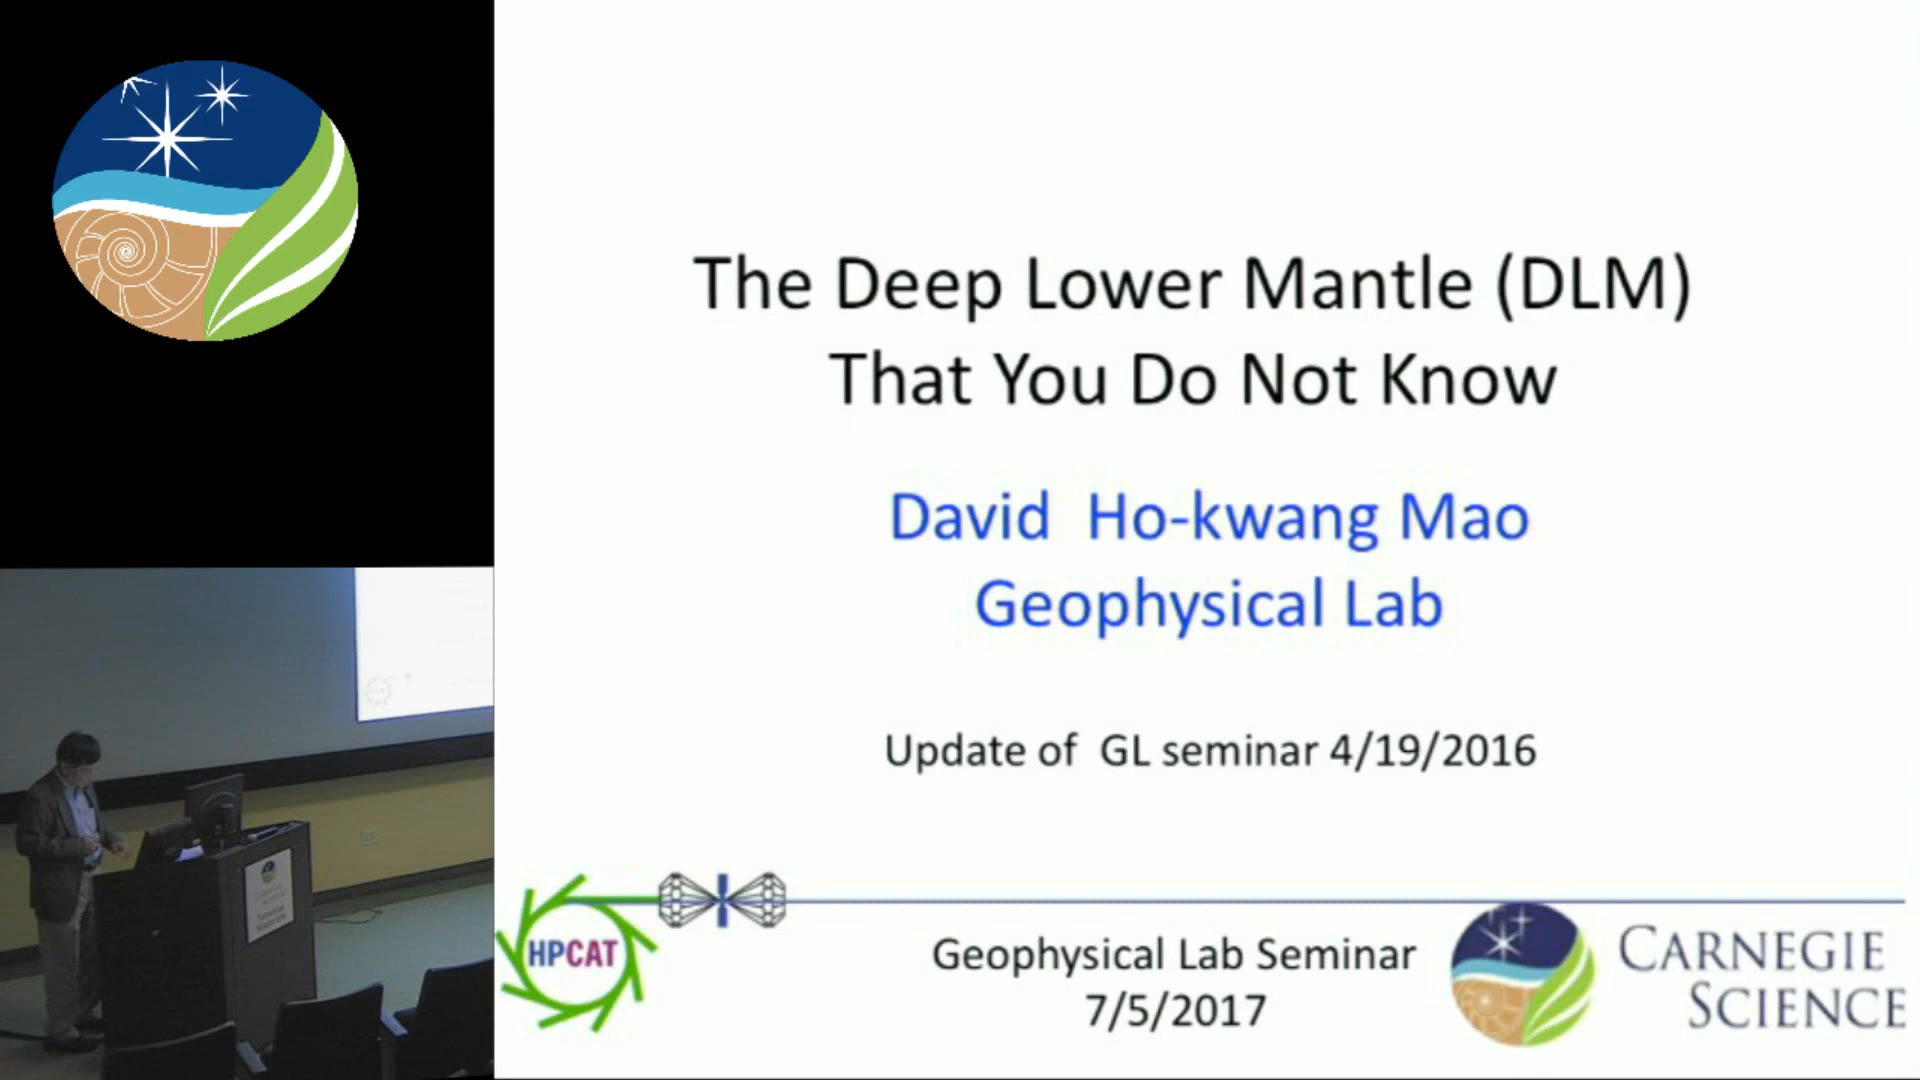 The Deep Lower Mantle (DLM)
That You Do Not Know
David Ho-kwang Mao
Geophysical Lab
Update of GL seminar 4/19/2016
HPCAT
Geophysical Lab Seminar
7/5/2017
CARNEGIE
SCIENCE